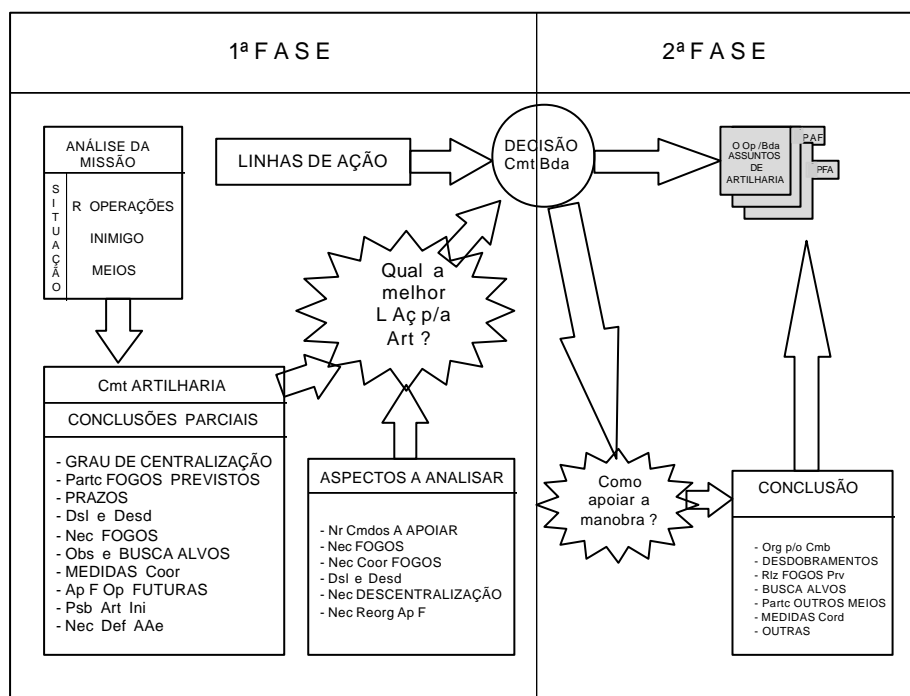 1ª F A S E
2ª F A S E
ANÁLISE DA
MISSÃO
SITUAÇÃO
R OPERAÇÕES
INIMIGO
MEIOS
LINHAS DE AÇÃO
DECISÃO
Cmt Bda
O Op /Bda
ASSUNTOS
DE
ARTILHARIA
P AF
PFA
Qual a
melhor
L Aç p/a
Art ?
Cmt ARTILHARIA
CONCLUSÕES PARCIAIS
- GRAU DE CENTRALIZAÇÃO
- Partc FOGOS PREVISTOS
- PRAZOS
- Dsl e Desd
- Nec FOGOS
- Obs e BUSCA ALVOS
- MEDIDAS Coor
- Ap F Op FUTURAS
- Psb Art Ini
- Nec Def AAe
ASPECTOS A ANALISAR
- Nr Cmdos A APOIAR
- Nec FOGOS
- Nec Coor FOGOS
- Dsl e Desd
- Nec DESCENTRALIZAÇÃO
- Nec Reorg Ap F
Como
apoiar a
manobra ?
CONCLUSÃO
- Org p/o Cmb
- DESDOBRAMENTOS
- Rlz FOGOS Prv
- BUSCA ALVOS
- Partc OUTROS MEIOS
- MEDIDAS Cord
- OUTRAS